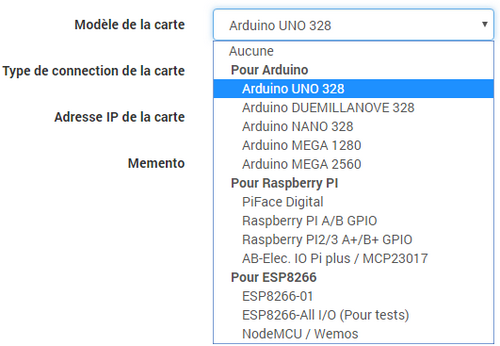 Modèle de la carte
Arduino UNO 328
Aucune
Pour Arduino
Type de connection de la carte
Arduino UNO 328
Arduino DUEMILLANOVE 328
Adresse IP de la carte
Arduino NANO 328
Arduino MEGA 1280
Memento
Arduino MEGA 2560
Pour Raspberry PI
PiFace Digital
Raspberry PI A/B GPIO
Raspberry PI2/3 A+/B+ GPIO
AB-Elec. IO Pi plus / MCP23017
Pour ESP8266
ESP8266-01
ESP8266-All I/O (Pour tests)
NodeMCU / Wemos